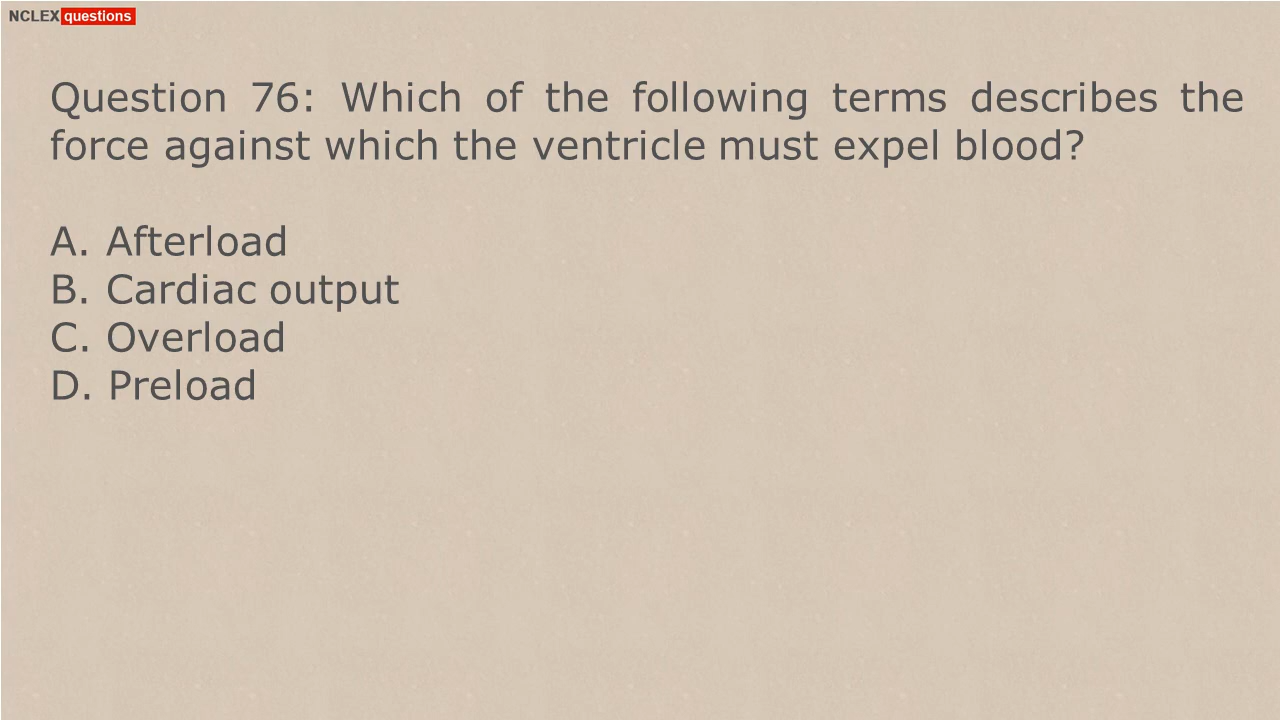 NCLEX questions
Question 76: Which of the following terms describes the
force against which the ventricle must expel blood?
A. Afterload
B. Cardiac output
C. Overload
D. Preload